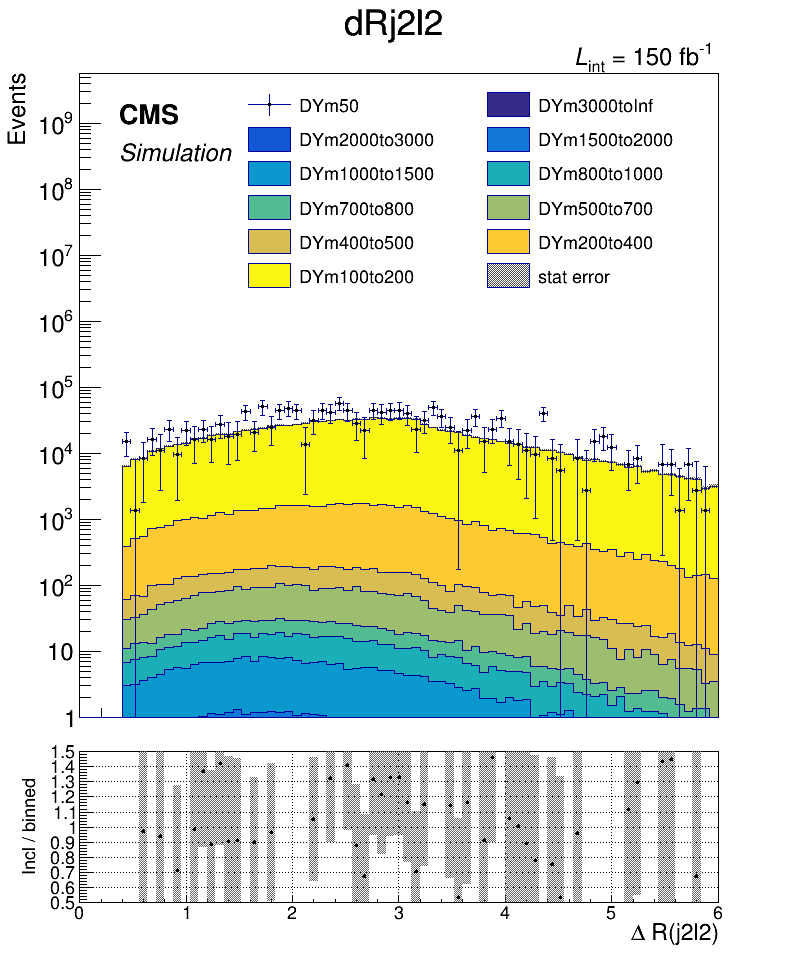 dRj2l2
L_int = 150 fb^-1
Events
CMS
Simulation
DYm50
DYm3000toInf
DYm2000to3000
DYm1500to2000
DYm1000to1500
DYm800to1000
DYm700to800
DYm500to700
DYm400to500
DYm200to400
DYm100to200
stat error
10^9
10^8
10^7
10^6
10^5
10^4
10^3
10^2
10
1
Incl / binned
1.5
1.4
1.3
1.2
1.1
1
0.9
0.8
0.7
0.6
0.5
0 1 2 3 4 5 6
Δ R(j2l2)